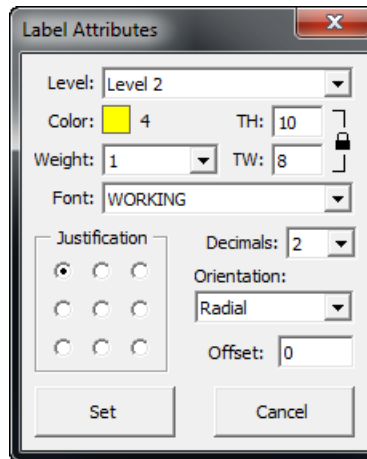 Label Attributes
Level: Level 2
Color: 4 TH: 10
Weight: 1 TW: 8
Font: WORKING
Justification Decimals: 2
Orientation:
Radial
Offset: 0
Set Cancel